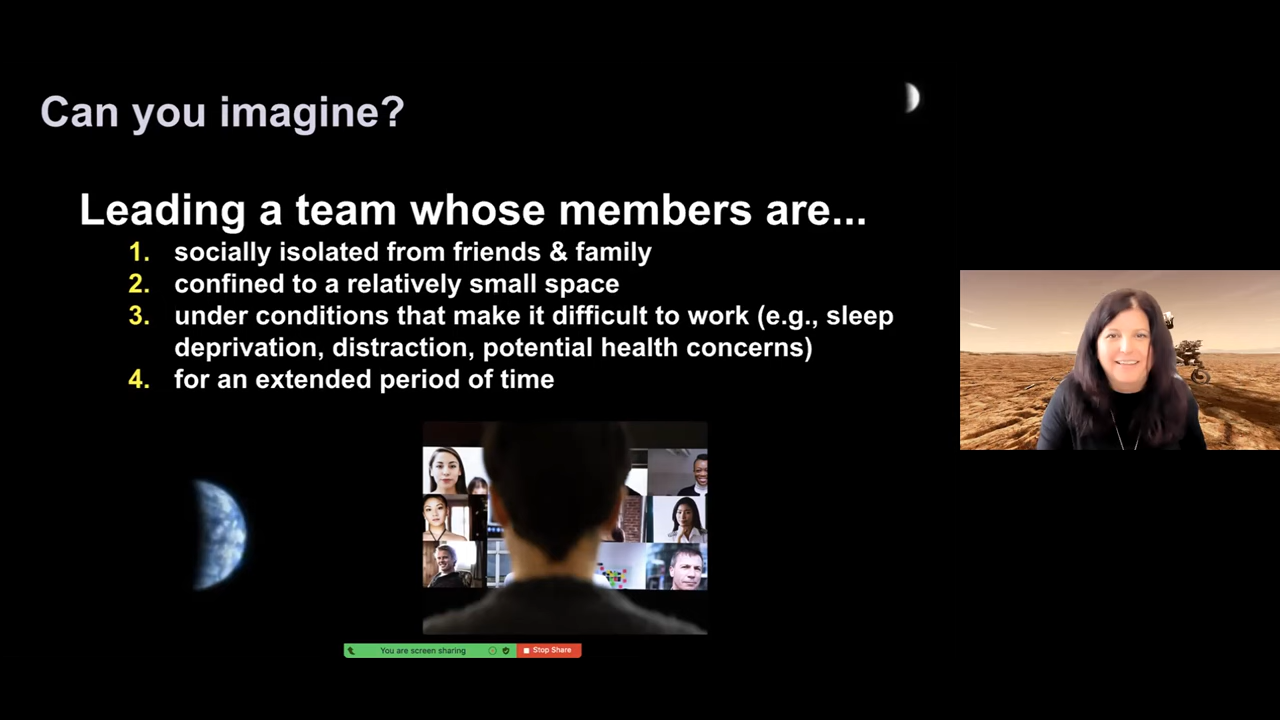 Can you imagine?
Leading a team whose members are...
1. socially isolated from friends & family
2. confined to a relatively small space
3. under conditions that make it difficult to work (e.g., sleep
deprivation, distraction, potential health concerns)
4. for an extended period of time
You are screen sharing
Stop Share